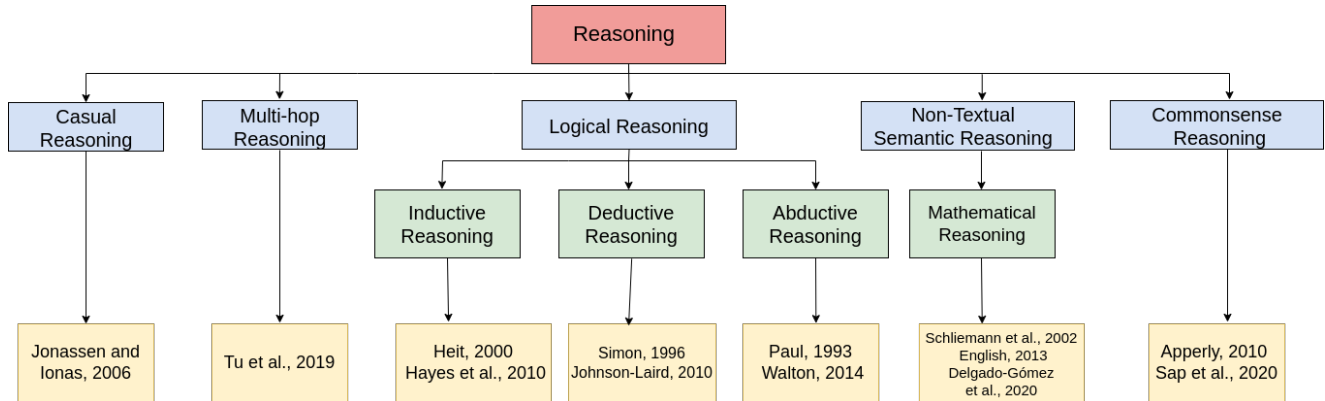 Reasoning
Casual
Reasoning
Multi-hop
Reasoning
Logical Reasoning
Non-Textual
Semantic Reasoning
Commonsense
Reasoning
Inductive
Reasoning
Deductive
Reasoning
Abductive
Reasoning
Mathematical
Reasoning
Jonassen and
Ionas, 2006
Tu et al., 2019
Heit, 2000
Hayes et al., 2010
Simon, 1996
Johnson-Laird, 2010
Paul, 1993
Walton, 2014
Schliemann et al., 2002
English, 2013
Delgado-Gómez
et al., 2020
Apperly, 2010
Sap et al., 2020